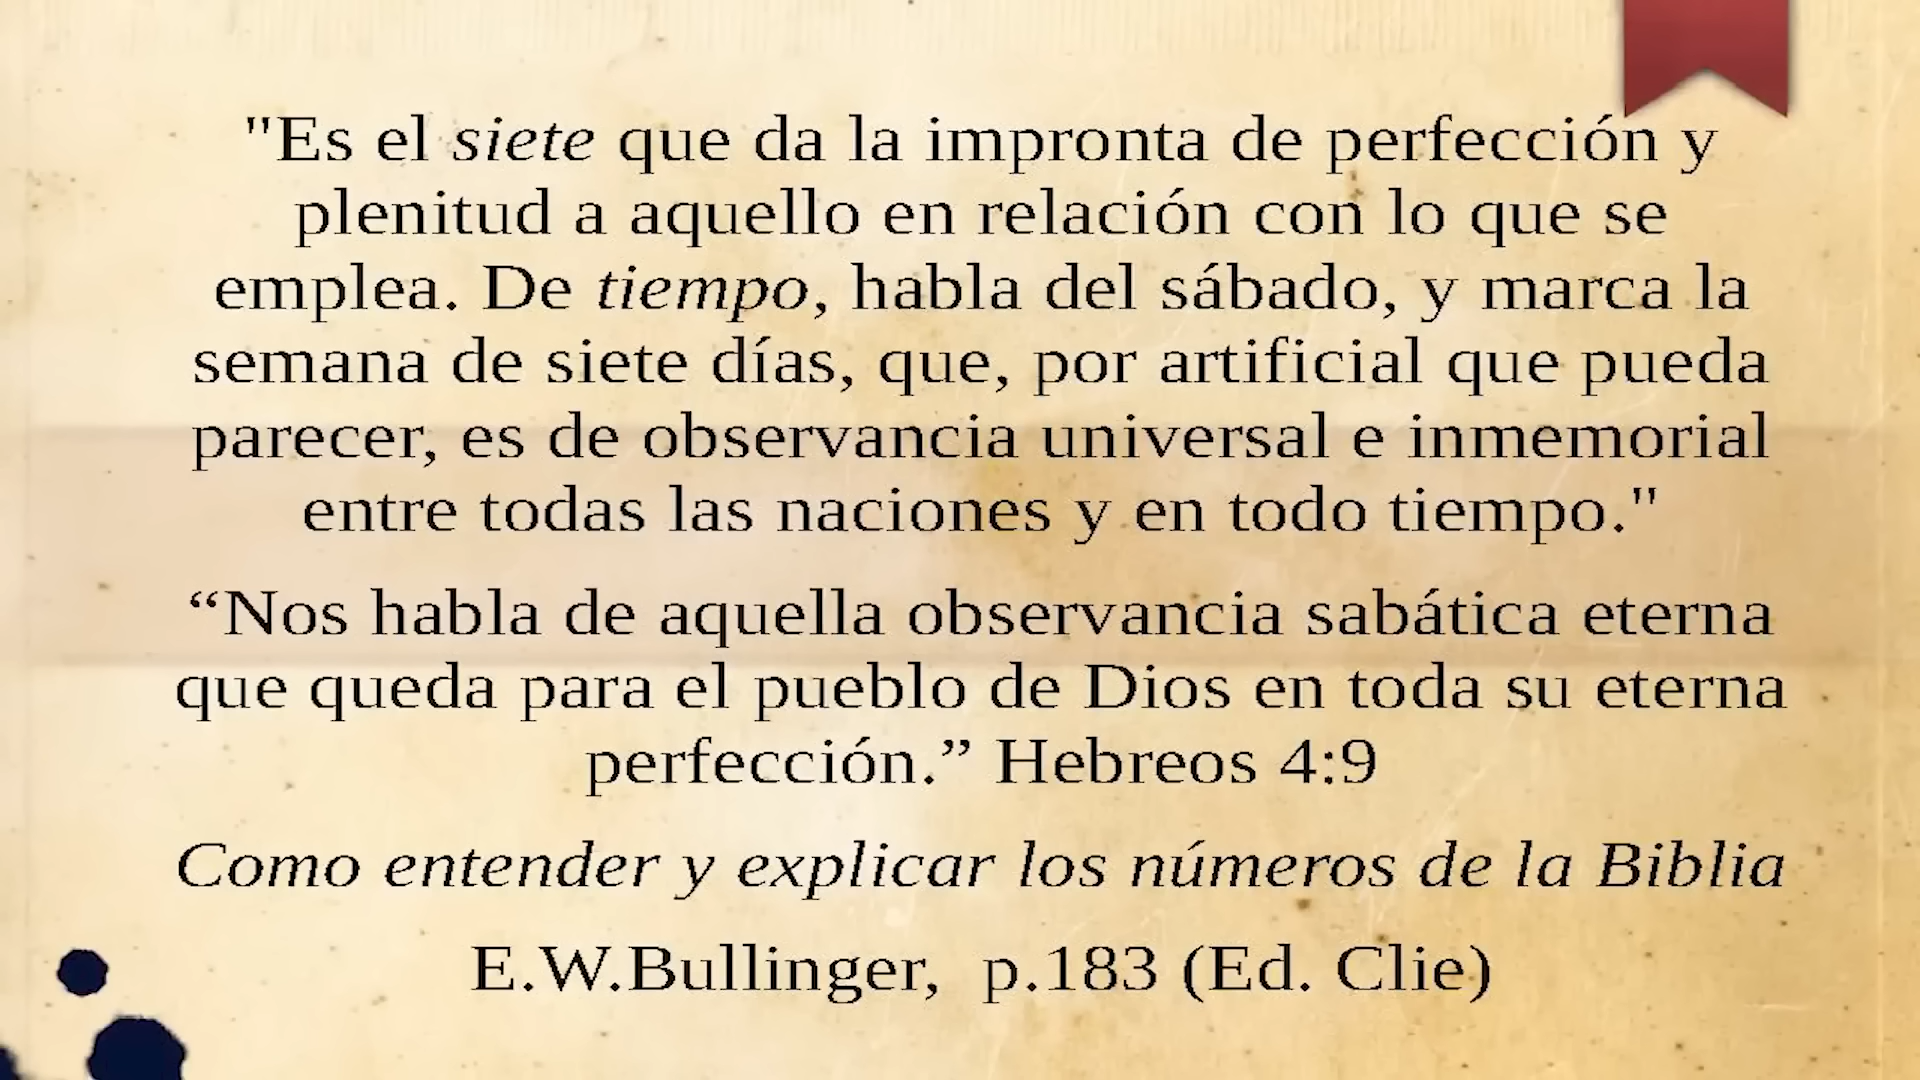 "Es el siete que da la impronta de perfección y
plenitud a aquello en relación con lo que se
emplea. De tiempo, habla del sábado, y marca la
semana de siete días, que, por artificial que pueda
parecer, es de observancia universal e inmemorial
entre todas las naciones y en todo tiempo."
“Nos habla de aquella observancia sabática eterna
que queda para el pueblo de Dios en toda su eterna
perfección.” Hebreos 4:9
Como entender y explicar los números de la Biblia
E.W.Bullinger,  p.183 (Ed. Clie)